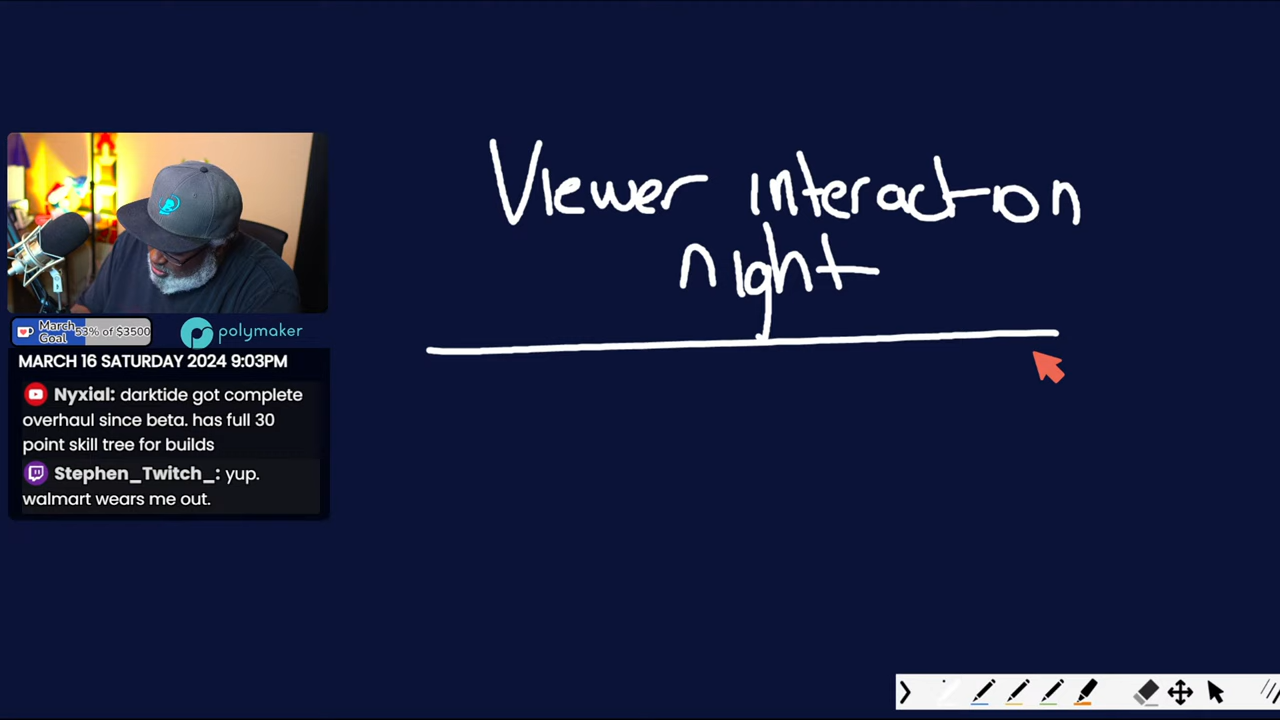 Viewer interaction
night
March
Goal
53% of $3500
polymaker
MARCH 16 SATURDAY 2024 9:03PM
Nyxial: darktide got complete
overhaul since beta. has full 30
point skill tree for builds
Stephen_Twitch_: yup.
walmart wears me out.